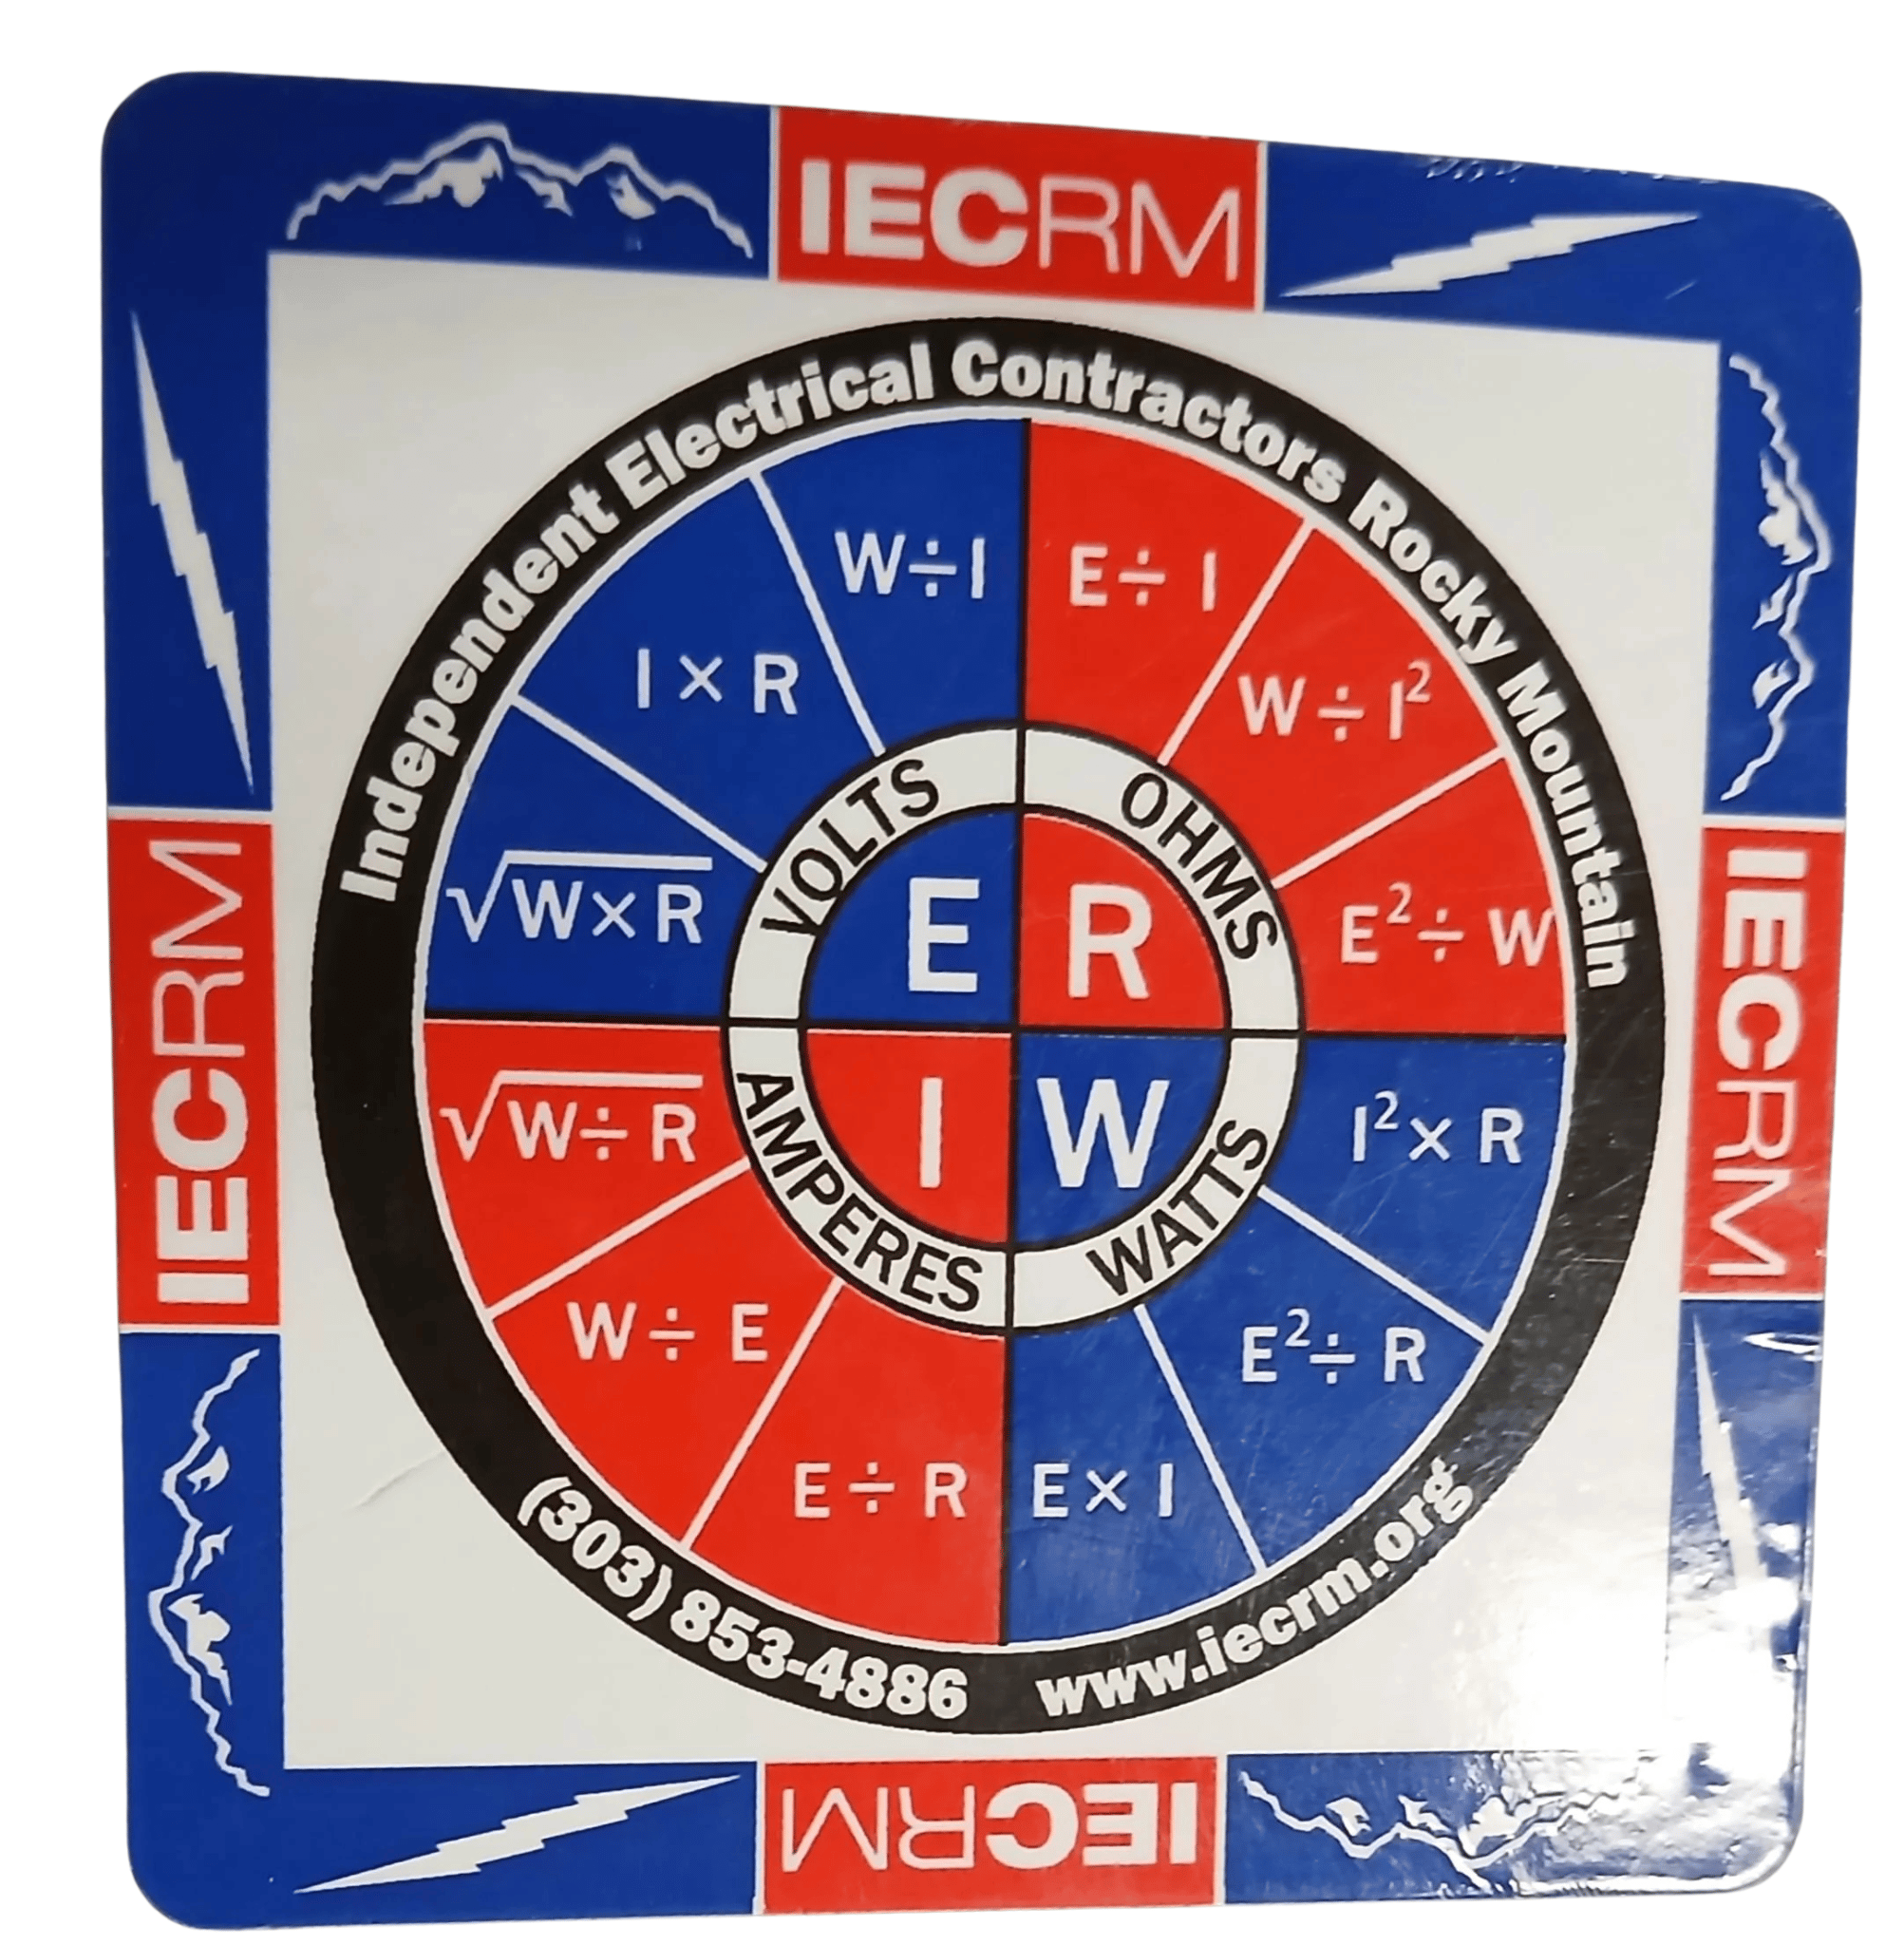 IECRM
Independent Electrical Contractors Rocky Mountain
W÷I
E÷ I
I×R
W÷I²
√W×R
E²÷ W
VOLTS
OHMS
E
R
I
W
AMPERES
WATTS
√W÷R
I²× R
W÷ E
E²÷ R
E÷ R
E× I
(303) 853-4886
www.iecrm.org
IECRM
IECRM
IECRM